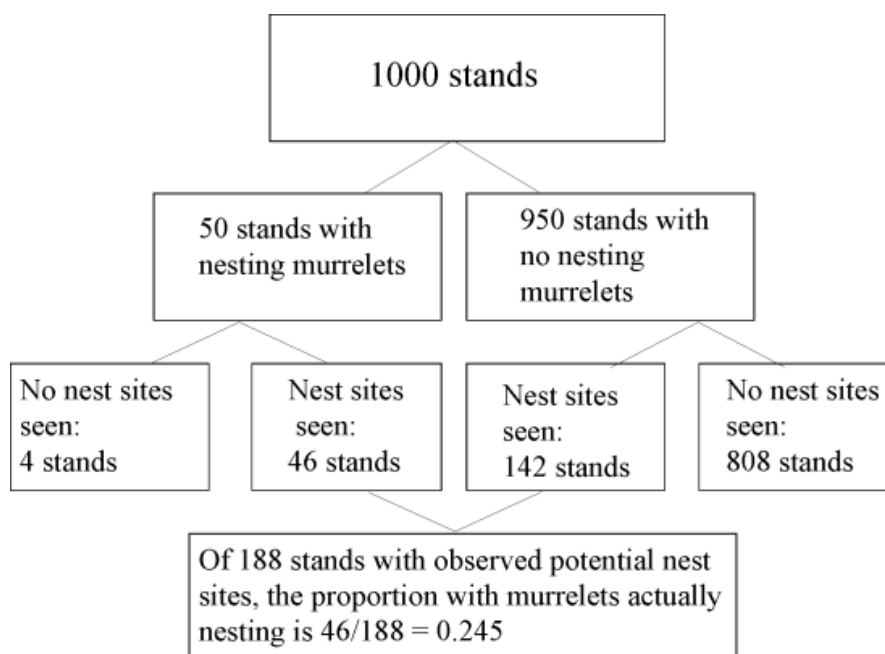 1000 stands
50 stands with
nesting murrelets
950 stands with
no nesting
murrelets
No nest sites
seen:
4 stands
Nest sites
seen:
46 stands
Nest sites
seen:
142 stands
No nest sites
seen:
808 stands
Of 188 stands with observed potential nest
sites, the proportion with murrelets actually
nesting is 46/188 = 0.245